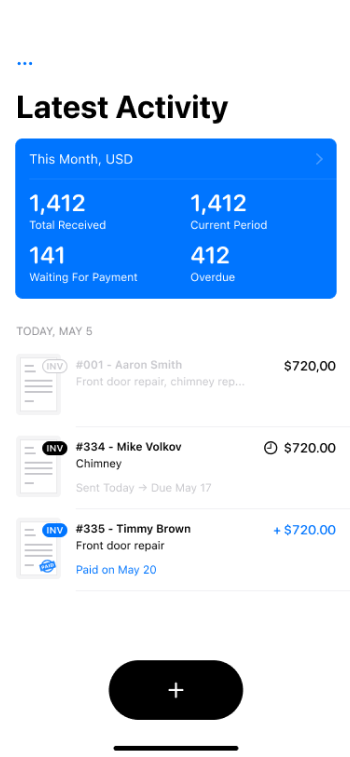 ...
Latest Activity
This Month, USD
1,412
Total Received
1,412
Current Period
141
Waiting For Payment
412
Overdue
TODAY, MAY 5
INV
#001 - Aaron Smith
$720,00
Front door repair, chimney rep...
INV
#334 - Mike Volkov
$720.00
Chimney
Sent Today → Due May 17
INV
#335 - Timmy Brown
+ $720.00
Front door repair
PAID
Paid on May 20
+